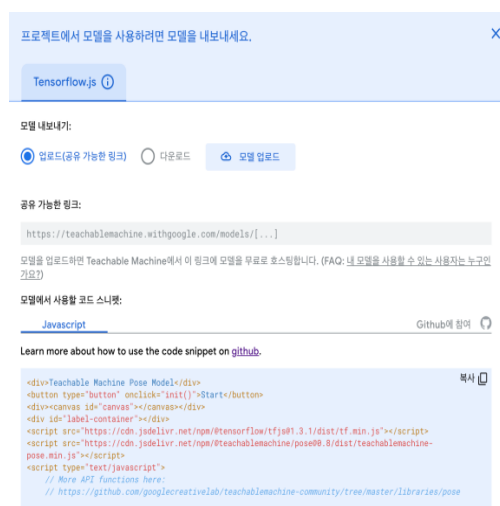 프로젝트에서 모델을 사용하려면 모델을 내보내세요.
Tensorflow.js
모델 내보내기:
업로드(공유 가능한 링크) 다운로드 모델 업로드
공유 가능한 링크:
https://teachablemachine.withgoogle.com/models/[...]
모델을 업로드하면 Teachable Machine에서 이 링크에 모델을 무료로 호스팅합니다. (FAQ: 내 모델을 사용할 수 있는 사용자는 누구인
가요?)
모델에서 사용할 코드 스니펫:
Javascript Github에 참여
Learn more about how to use the code snippet on github.
복사
<div>Teachable Machine Pose Model</div>
<button type="button" onclick="init()">Start</button>
<div><canvas id="canvas"></canvas></div>
<div id="label-container"></div>
<script src="https://cdn.jsdelivr.net/npm/@tensorflow/tfjs@1.3.1/dist/tf.min.js"></script>
<script src="https://cdn.jsdelivr.net/npm/@teachablemachine/pose@0.8/dist/teachablemachine-
pose.min.js"></script>
<script type="text/javascript">
// More API functions here:
// https://github.com/googlecreativelab/teachablemachine-community/tree/master/libraries/pose